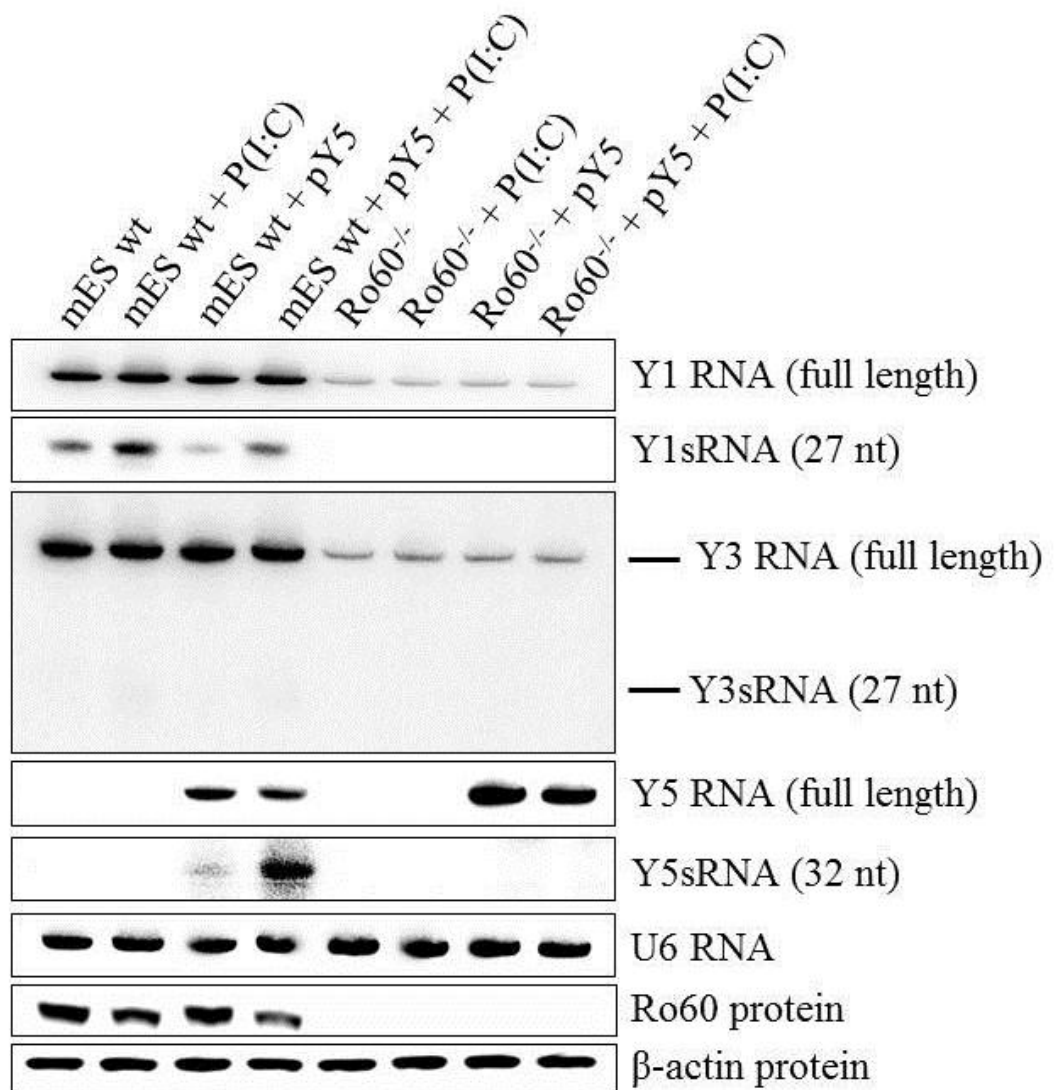 mES wt
mES wt + P(I:C)
mES wt + pY5
mES wt + pY5 + P(I:C)
Ro60-/-
Ro60-/- + P(I:C)
Ro60-/- + pY5
Ro60-/- + pY5 + P(I:C)
Y1 RNA (full length)
Y1sRNA (27 nt)
Y3 RNA (full length)
Y3sRNA (27 nt)
Y5 RNA (full length)
Y5sRNA (32 nt)
U6 RNA
Ro60 protein
β-actin protein